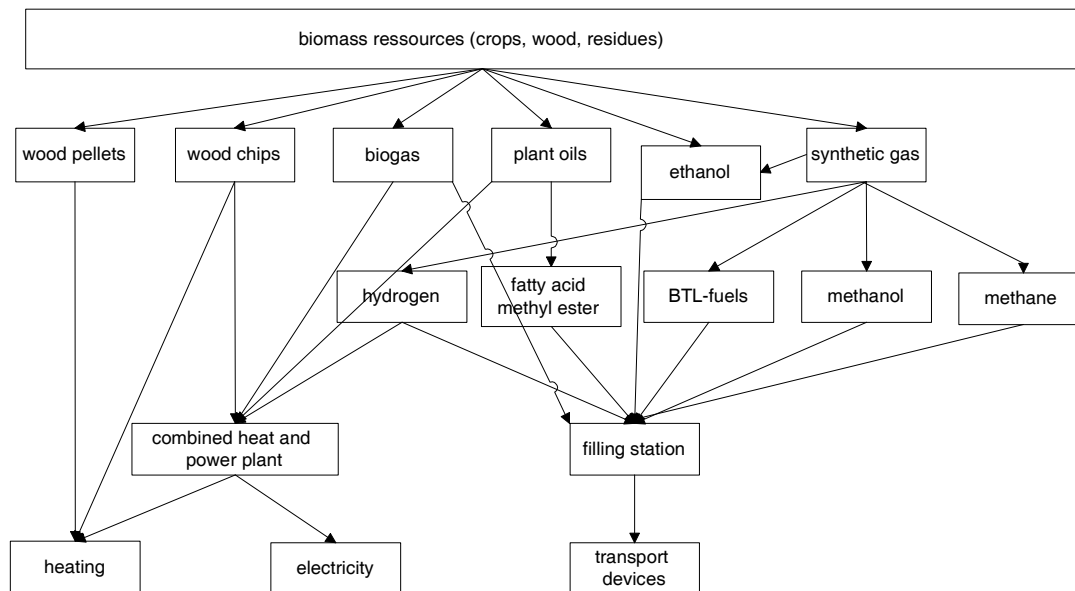 biomass ressources (crops, wood, residues)
wood pellets
wood chips
biogas
plant oils
ethanol
synthetic gas
hydrogen
fatty acid
methyl ester
BTL-fuels
methanol
methane
combined heat and
power plant
filling station
heating
electricity
transport
devices